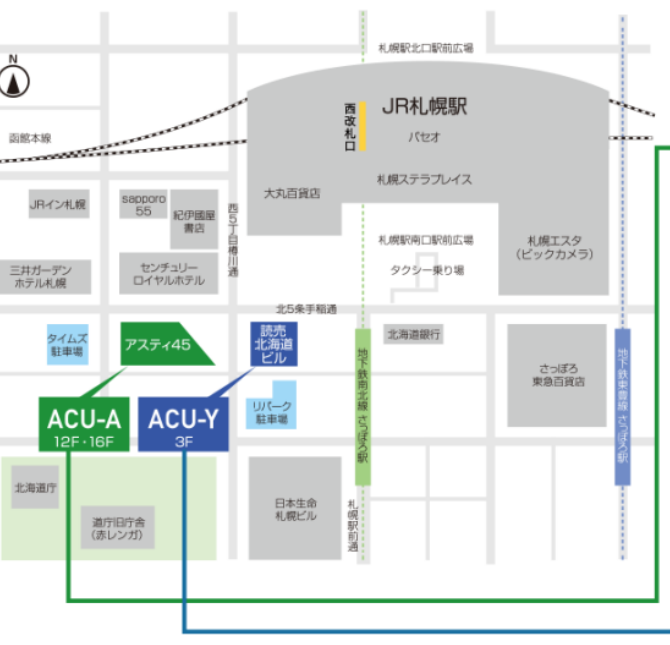 札幌駅北口駅前広場
N
西改札口
JR札幌駅
パセオ
函館本線
札幌ステラプレイス
大丸百貨店
JRイン札幌
sapporo
55
紀伊國屋
書店
西5丁目樽川通
札幌駅南口駅前広場
札幌エスタ
(ビックカメラ)
タクシー乗り場
三井ガーデン
ホテル札幌
センチュリー
ロイヤルホテル
北5条手稲通
タイムズ
駐車場
アスティ45
読売
北海道
ビル
北海道銀行
地下鉄南北線 さっぽろ駅
さっぽろ
東急百貨店
地下鉄東豊線 さっぽろ駅
ACU-A
12F・16F
ACU-Y
3F
リパーク
駐車場
北海道庁
道庁旧庁舎
(赤レンガ)
日本生命
札幌ビル
札幌駅前通